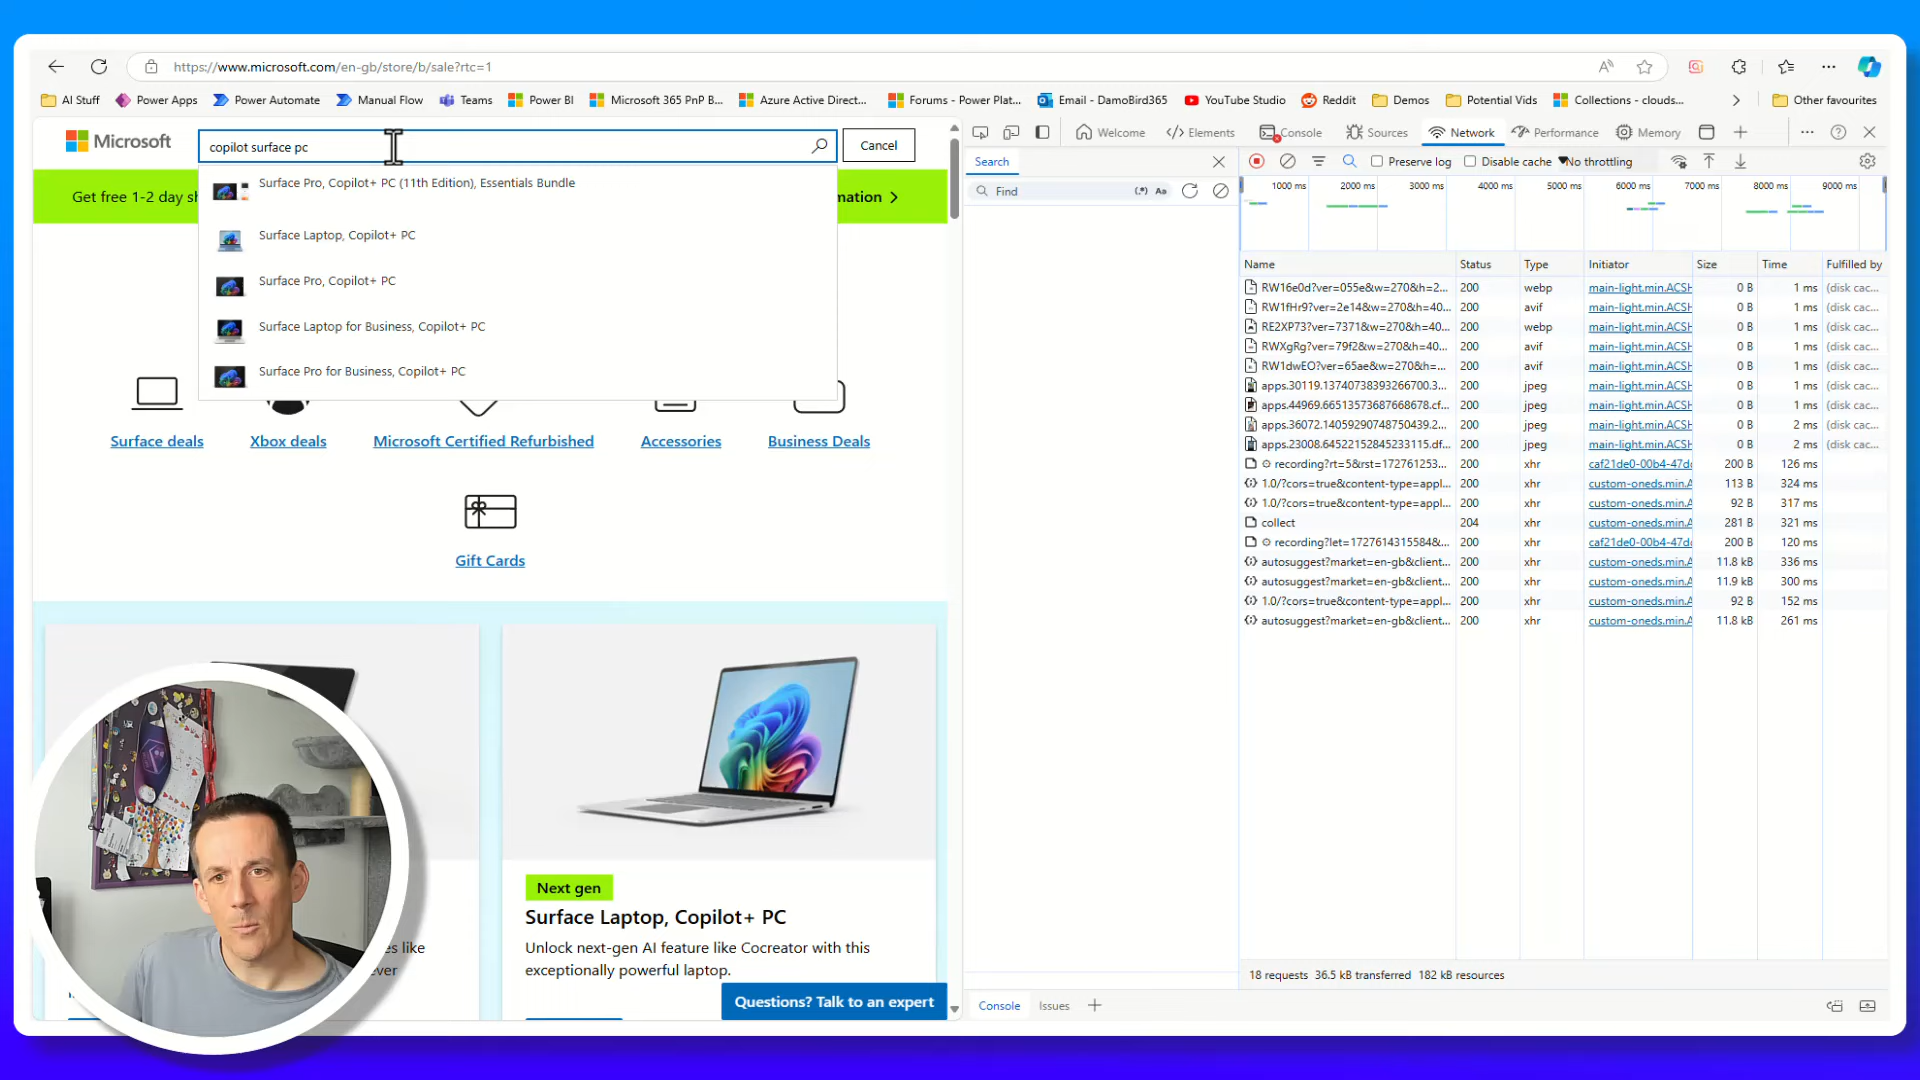 https://www.microsoft.com/en-gb/store/b/sale?rtc=1
AI Stuff
Power Apps
Power Automate
Manual Flow
Teams
Power BI
Microsoft 365 PnP B...
Azure Active Direct...
Forums - Power Plat...
Email - DamoBird365
YouTube Studio
Reddit
Demos
Potential Vids
Collections - clouds...
Other favourites
Microsoft
copilot surface pc
Cancel
Get free 1-2 day sh
mation
Surface Pro, Copilot+ PC (11th Edition), Essentials Bundle
Surface Laptop, Copilot+ PC
Surface Pro, Copilot+ PC
Surface Laptop for Business, Copilot+ PC
Surface Pro for Business, Copilot+ PC
Surface deals
Xbox deals
Microsoft Certified Refurbished
Accessories
Business Deals
Gift Cards
es like
ever
Next gen
Surface Laptop, Copilot+ PC
Unlock next-gen AI feature like Cocreator with this
exceptionally powerful laptop.
Questions? Talk to an expert
Welcome
Elements
Console
Sources
Network
Performance
Memory
Search
Find
(.*) Aa
Preserve log
Disable cache
No throttling
1000 ms 2000 ms 3000 ms 4000 ms 5000 ms 6000 ms 7000 ms 8000 ms 9000 ms
Name Status Type Initiator Size Time Fulfilled by
RW16e0d?ver=055e&w=270&h=2... 200 webp main-light.min.ACSH 0 B 1 ms (disk cac...
RW1fHr9?ver=2e14&w=270&h=40... 200 avif main-light.min.ACSH 0 B 1 ms (disk cac...
RE2XP73?ver=7371&w=270&h=40... 200 webp main-light.min.ACSH 0 B 1 ms (disk cac...
RWXgRg?ver=79f2&w=270&h=40... 200 avif main-light.min.ACSH 0 B 1 ms (disk cac...
RW1dwEO?ver=65ae&w=270&h=... 200 avif main-light.min.ACSH 0 B 1 ms (disk cac...
apps.30119.13740738393266700.3... 200 jpeg main-light.min.ACSH 0 B 1 ms (disk cac...
apps.44969.66513573687668678.cf... 200 jpeg main-light.min.ACSH 0 B 1 ms (disk cac...
apps.36072.14059290748750439.2... 200 jpeg main-light.min.ACSH 0 B 2 ms (disk cac...
apps.23008.64522152845233115.df... 200 jpeg main-light.min.ACSH 0 B 2 ms (disk cac...
recording?rt=5&rst=172761253... 200 xhr caf21de0-00b4-47dc 200 B 126 ms
1.0/?cors=true&content-type=appl... 200 xhr custom-oneds.min.A 113 B 324 ms
1.0/?cors=true&content-type=appl... 200 xhr custom-oneds.min.A 92 B 317 ms
collect 204 xhr custom-oneds.min.A 281 B 321 ms
recording?let=1727614315584&... 200 xhr caf21de0-00b4-47dc 200 B 120 ms
autosuggest?market=en-gb&client... 200 xhr custom-oneds.min.A 11.8 kB 336 ms
autosuggest?market=en-gb&client... 200 xhr custom-oneds.min.A 11.9 kB 300 ms
1.0/?cors=true&content-type=appl... 200 xhr custom-oneds.min.A 92 B 152 ms
autosuggest?market=en-gb&client... 200 xhr custom-oneds.min.A 11.8 kB 261 ms
18 requests 36.5 kB transferred 182 kB resources
Console
Issues